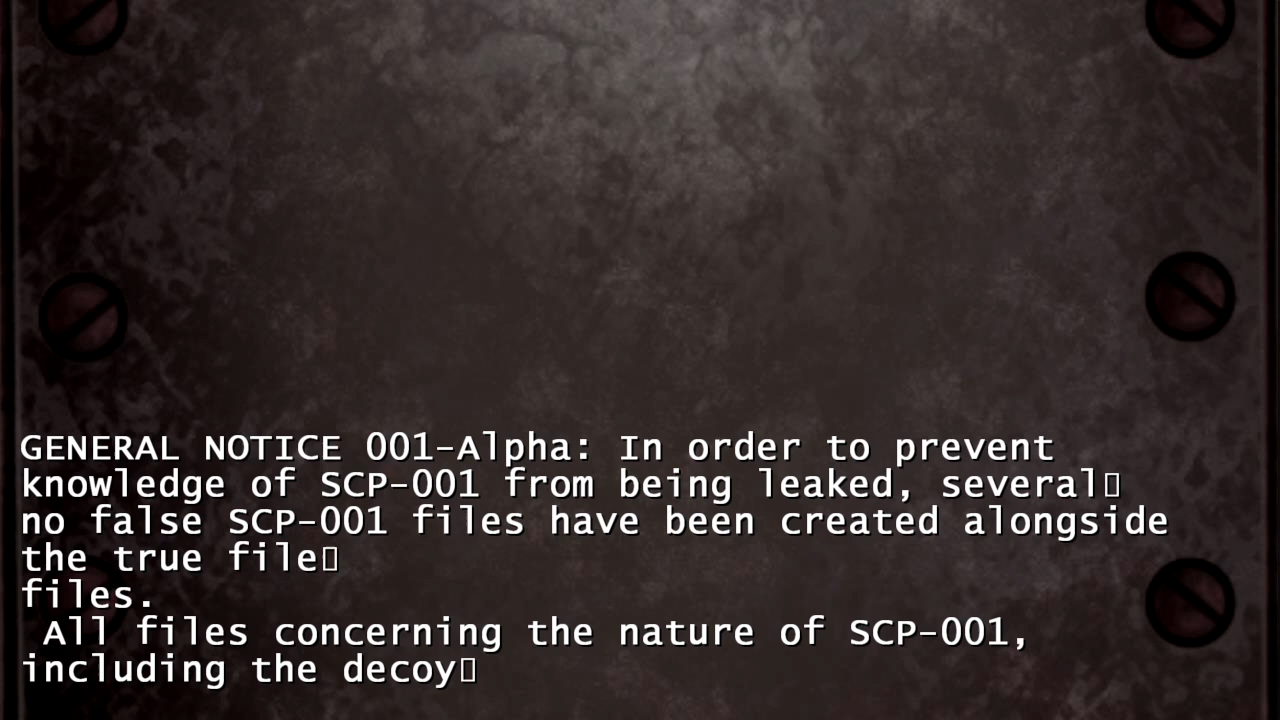 GENERAL NOTICE 001-Alpha: In order to prevent
knowledge of SCP-001 from being leaked, several▯
no false SCP-001 files have been created alongside
the true file▯
files.
All files concerning the nature of SCP-001,
including the decoy▯